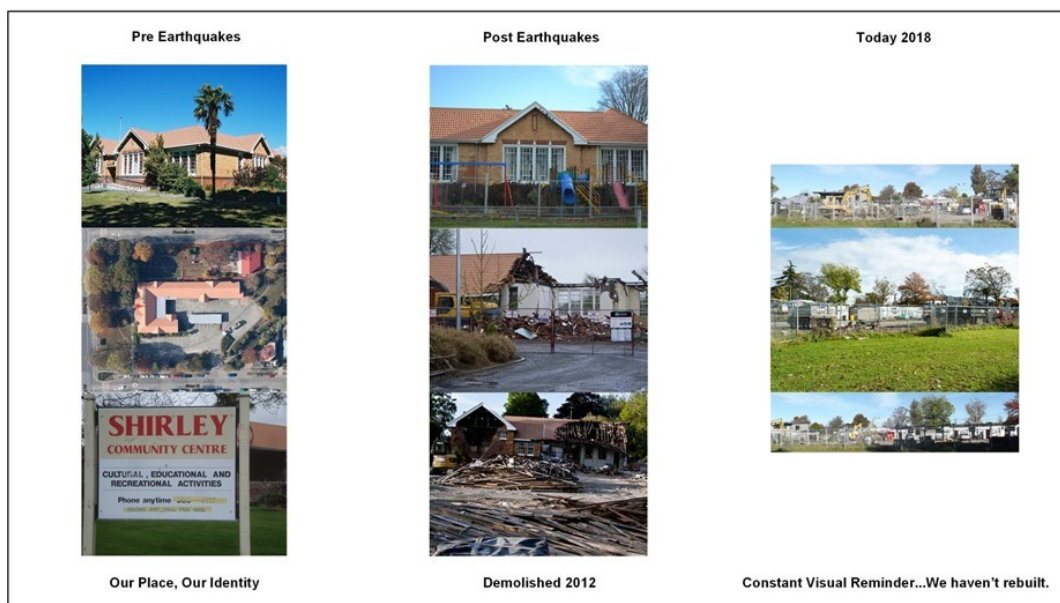 Pre Earthquakes
Post Earthquakes
Today 2018
SHIRLEY
COMMUNITY CENTRE
CULTURAL, EDUCATIONAL AND
RECREATIONAL ACTIVITIES
Phone anytime
Our Place, Our Identity
Demolished 2012
Constant Visual Reminder...We haven't rebuilt.